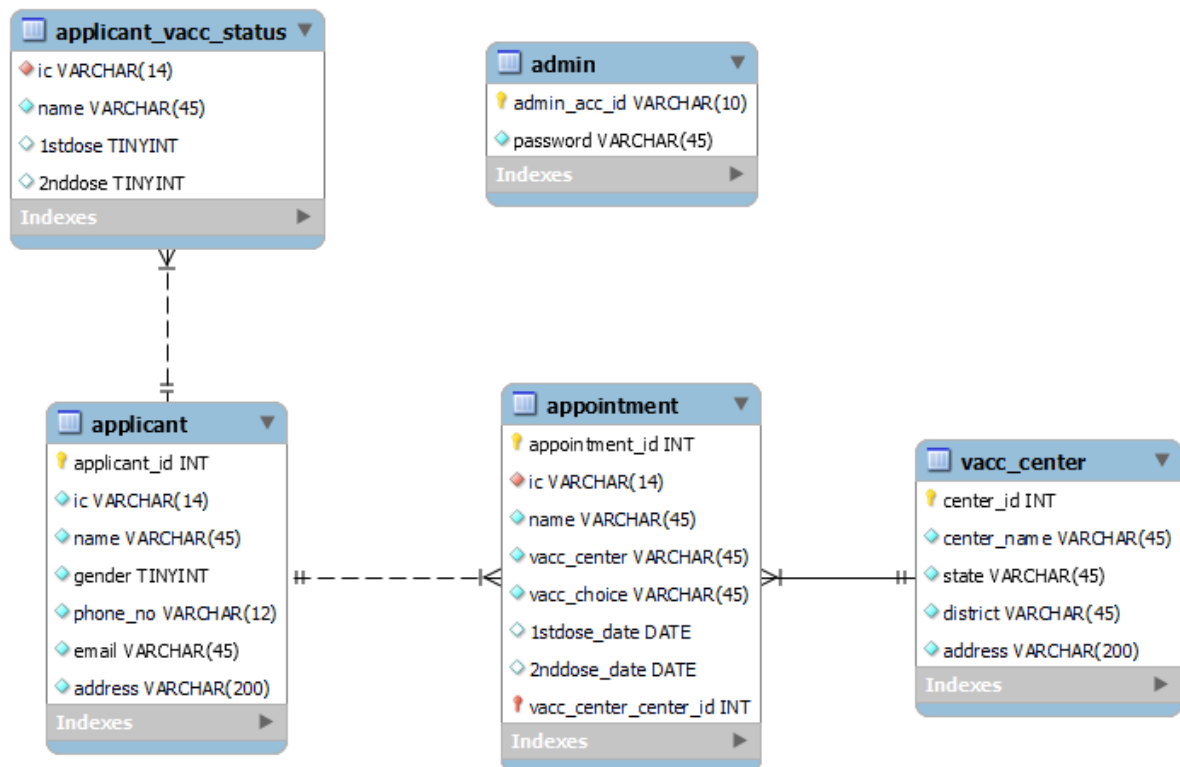 applicant_vacc_status
ic VARCHAR(14)
name VARCHAR(45)
1stdose TINYINT
2nddose TINYINT
Indexes
admin
admin_acc_id VARCHAR(10)
password VARCHAR(45)
Indexes
applicant
applicant_id INT
ic VARCHAR(14)
name VARCHAR(45)
gender TINYINT
phone_no VARCHAR(12)
email VARCHAR(45)
address VARCHAR(200)
Indexes
appointment
appointment_id INT
ic VARCHAR(14)
name VARCHAR(45)
vacc_center VARCHAR(45)
vacc_choice VARCHAR(45)
1stdose_date DATE
2nddose_date DATE
vacc_center_center_id INT
Indexes
vacc_center
center_id INT
center_name VARCHAR(45)
state VARCHAR(45)
district VARCHAR(45)
address VARCHAR(200)
Indexes